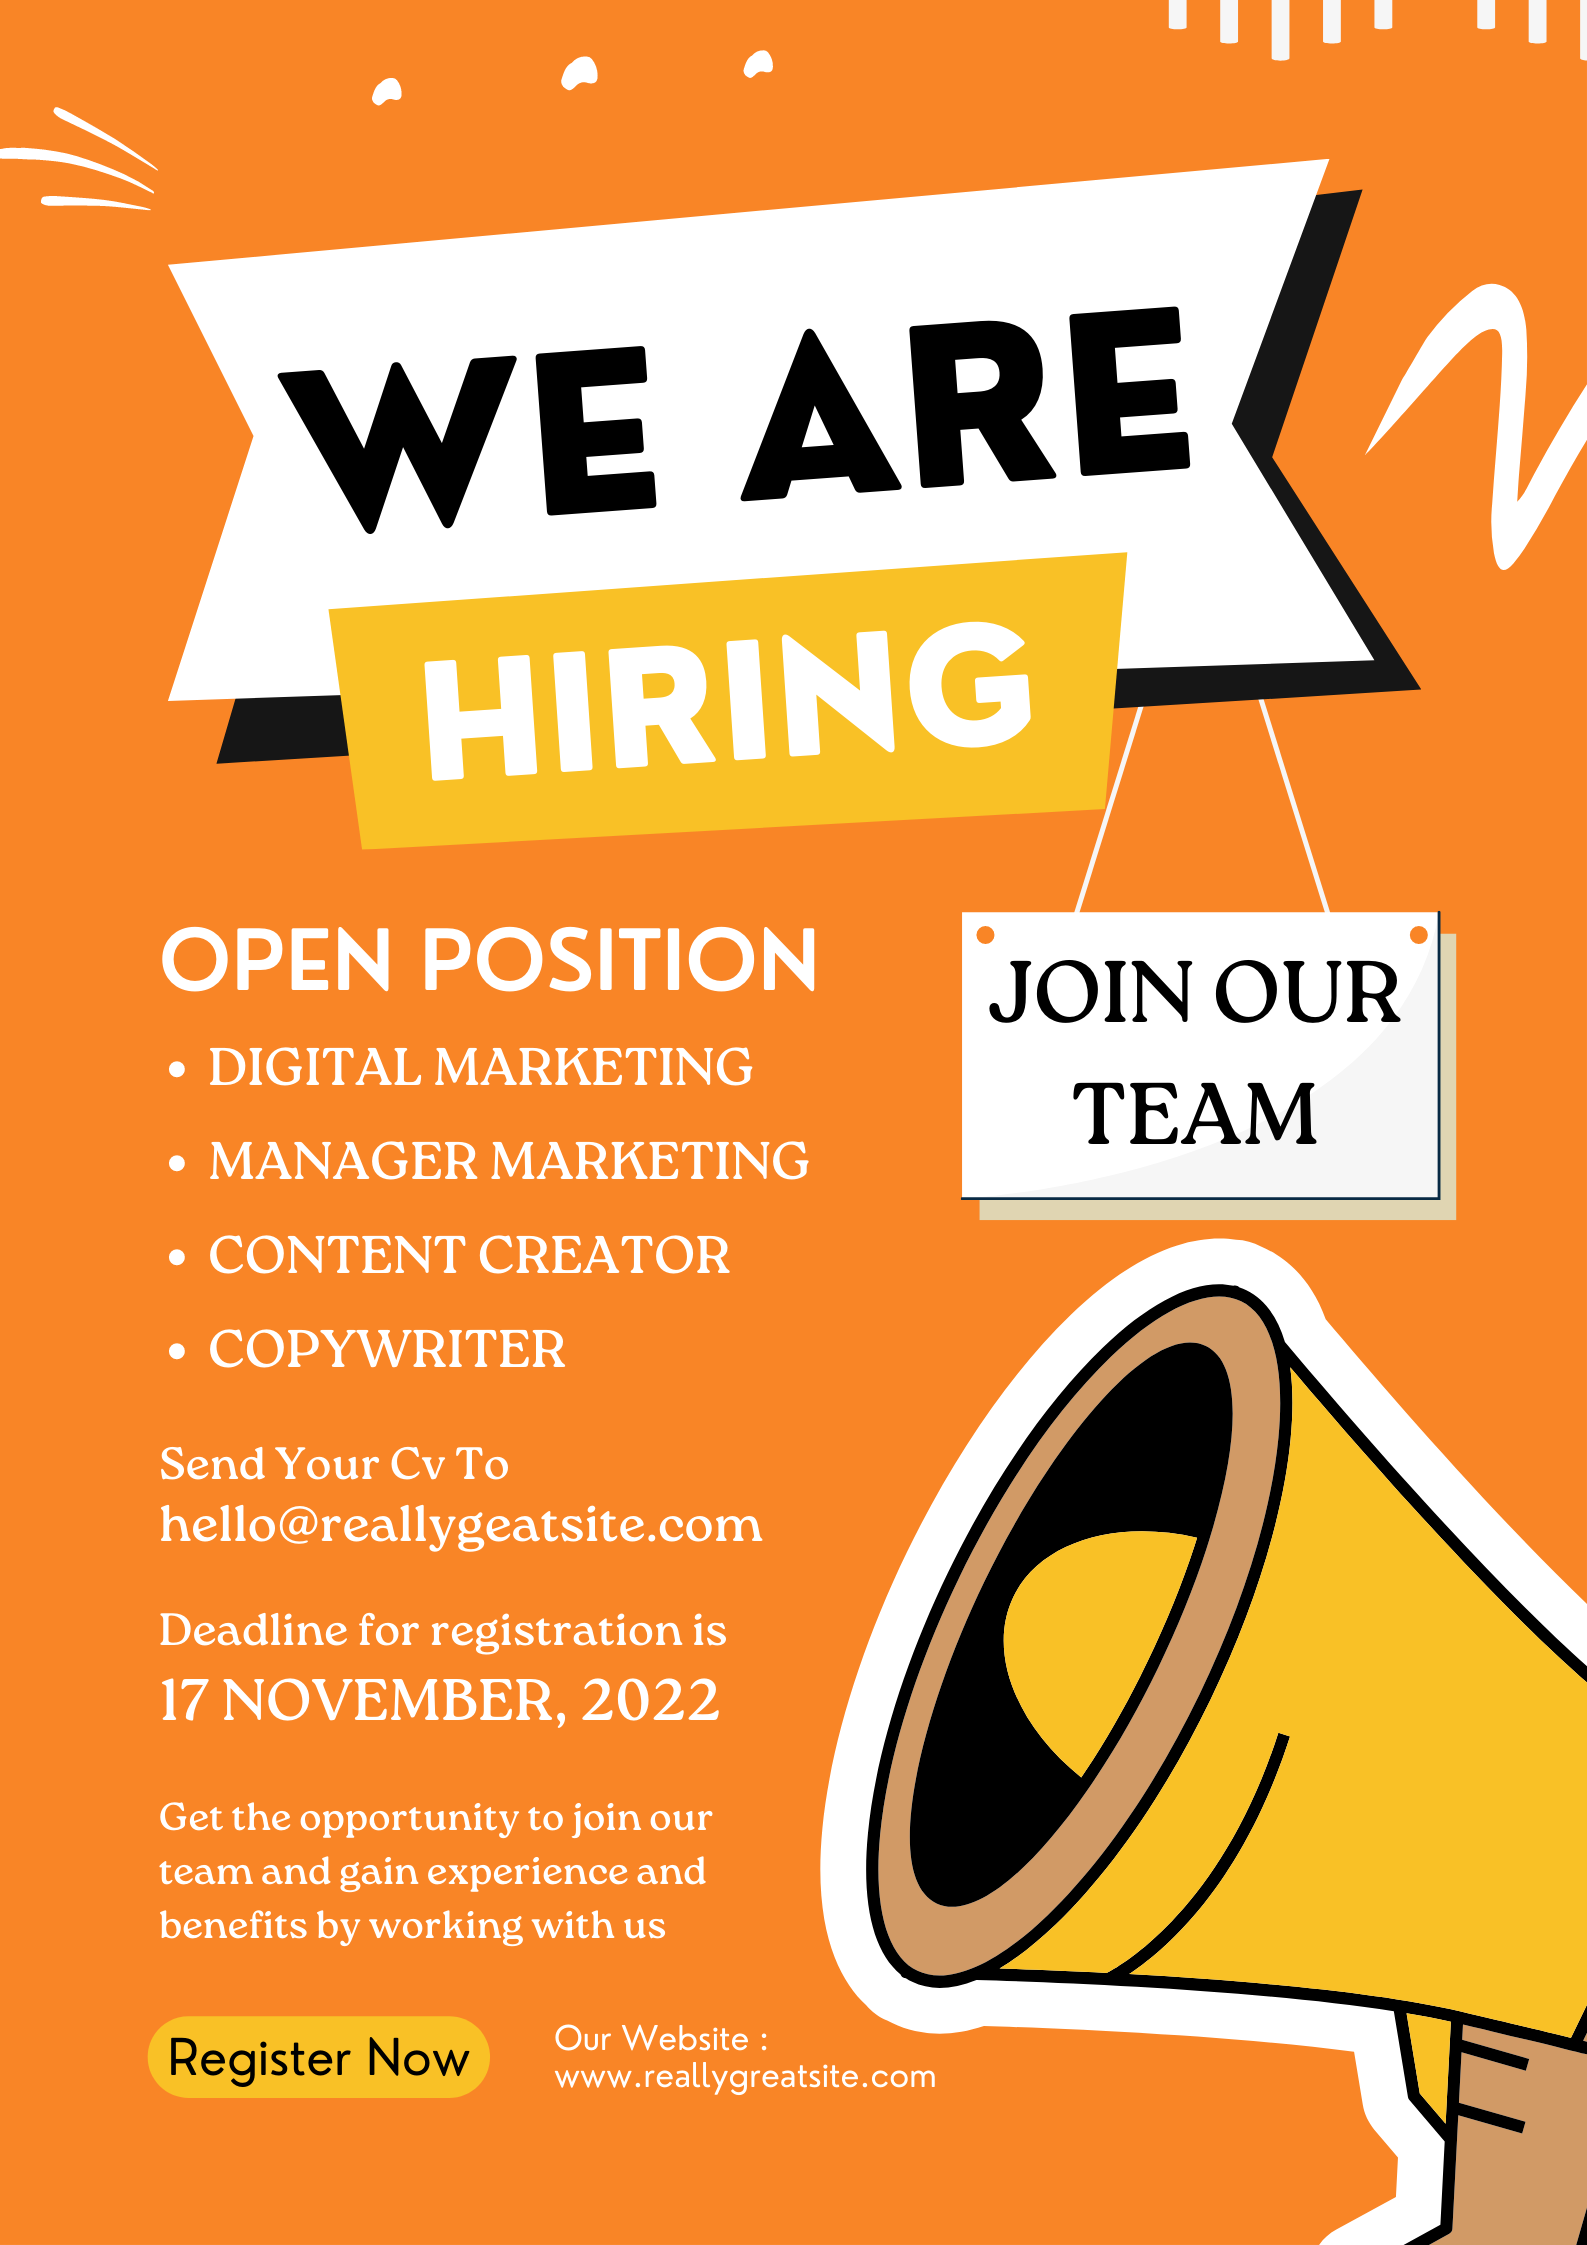 WE ARE
HIRING
OPEN POSITION
• DIGITAL MARKETING
• MANAGER MARKETING
• CONTENT CREATOR
• COPYWRITER
JOIN OUR
TEAM
Send Your Cv To
hello@reallygeatsite.com
Deadline for registration is
17 NOVEMBER, 2022
Get the opportunity to join our
team and gain experience and
benefits by working with us
Register Now
Our Website :
www.reallygreatsite.com